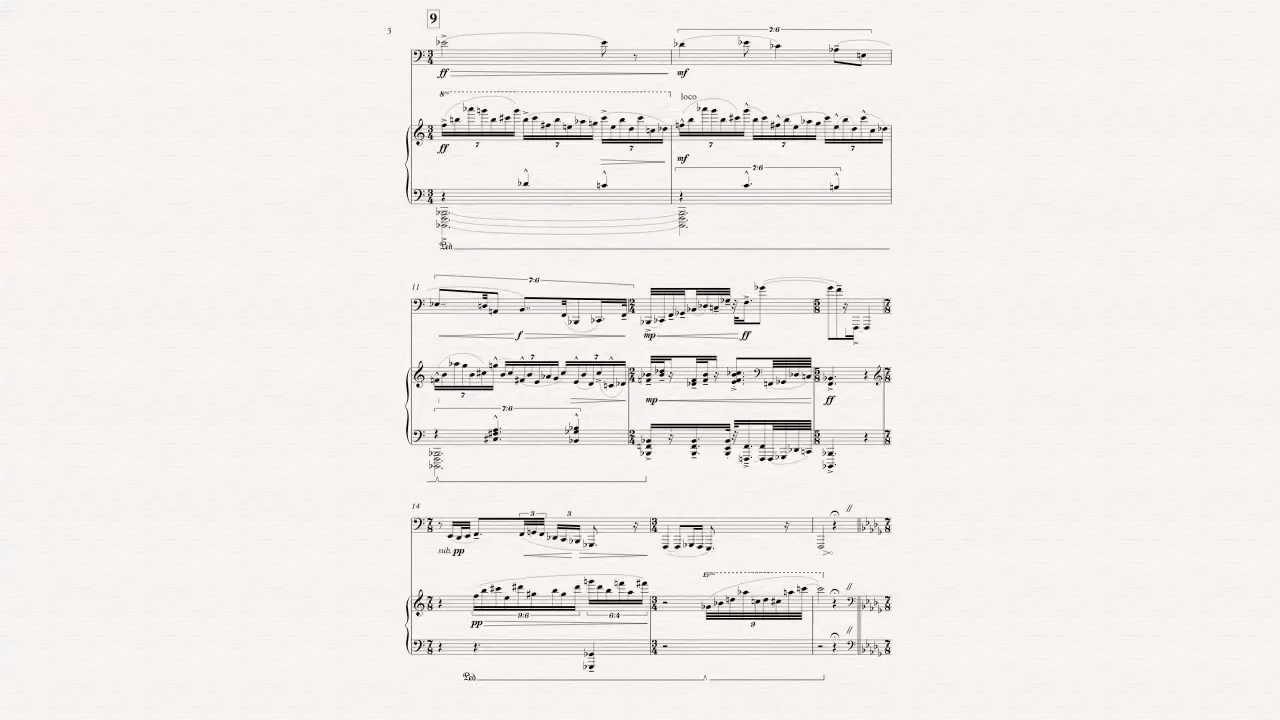 9
3
7:6
ff
mf
8va
loco
7 7 7 7 7 7
ff
mf
7:6
Ped
11
7:6
f
mp
ff
7 7 7
mp
ff
7:6
14
3 3
sub. pp
15ma
pp
9:6
6:4
9
Ped